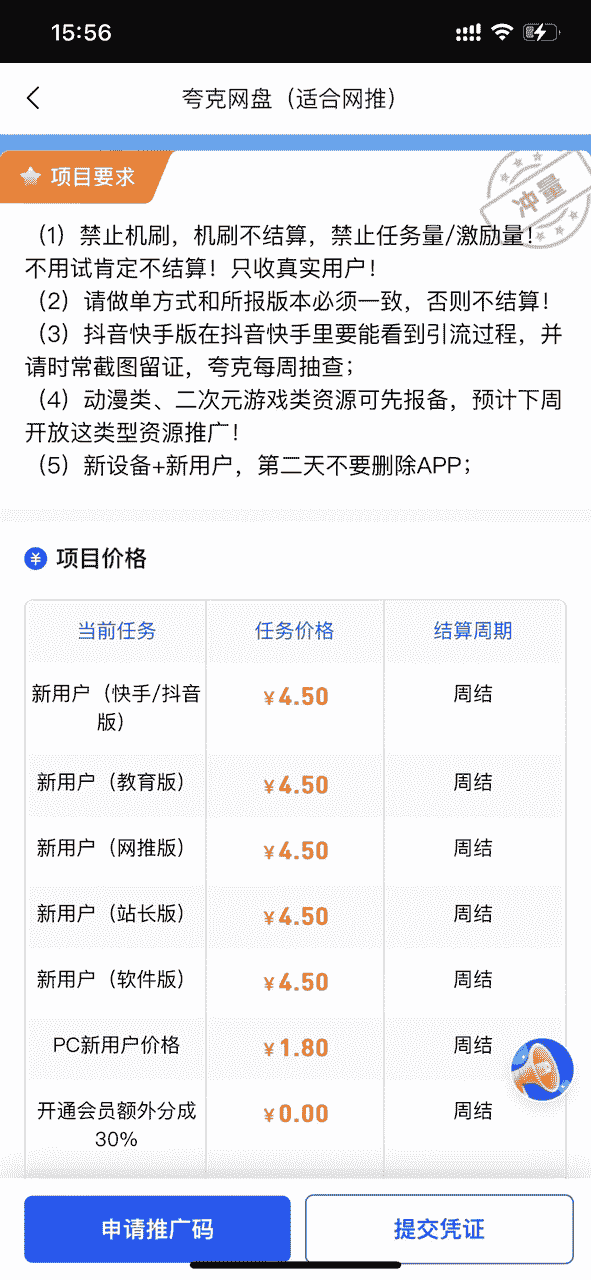 15:56
夸克网盘（适合网推）
项目要求
冲量
（1）禁止机刷，机刷不结算，禁止任务量/激励量！
不用试肯定不结算！只收真实用户！
（2）请做单方式和所报版本必须一致，否则不结算！
（3）抖音快手版在抖音快手里要能看到引流过程，并
请时常截图留证，夸克每周抽查；
（4）动漫类、二次元游戏类资源可先报备，预计下周
开放这类型资源推广！
（5）新设备+新用户，第二天不要删除APP；
¥ 项目价格
当前任务 任务价格 结算周期
新用户（快手/抖音 ¥4.50 周结
版）
新用户（教育版） ¥4.50 周结
新用户（网推版） ¥4.50 周结
新用户（站长版） ¥4.50 周结
新用户（软件版） ¥4.50 周结
PC新用户价格 ¥1.80 周结
开通会员额外分成 ¥0.00 周结
30%
申请推广码 提交凭证